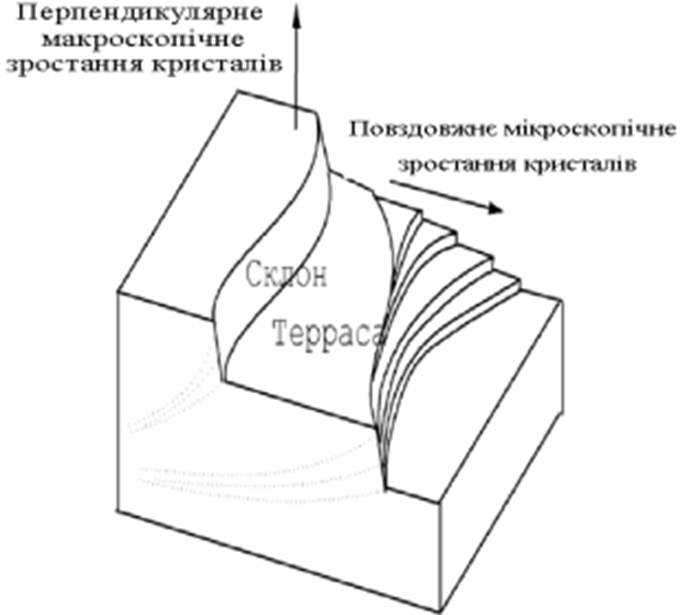 Перпендикулярне
макроскопічне
зростання кристалів
Повздовжнє мікроскопічне
зростання кристалів
Склон
Терраса